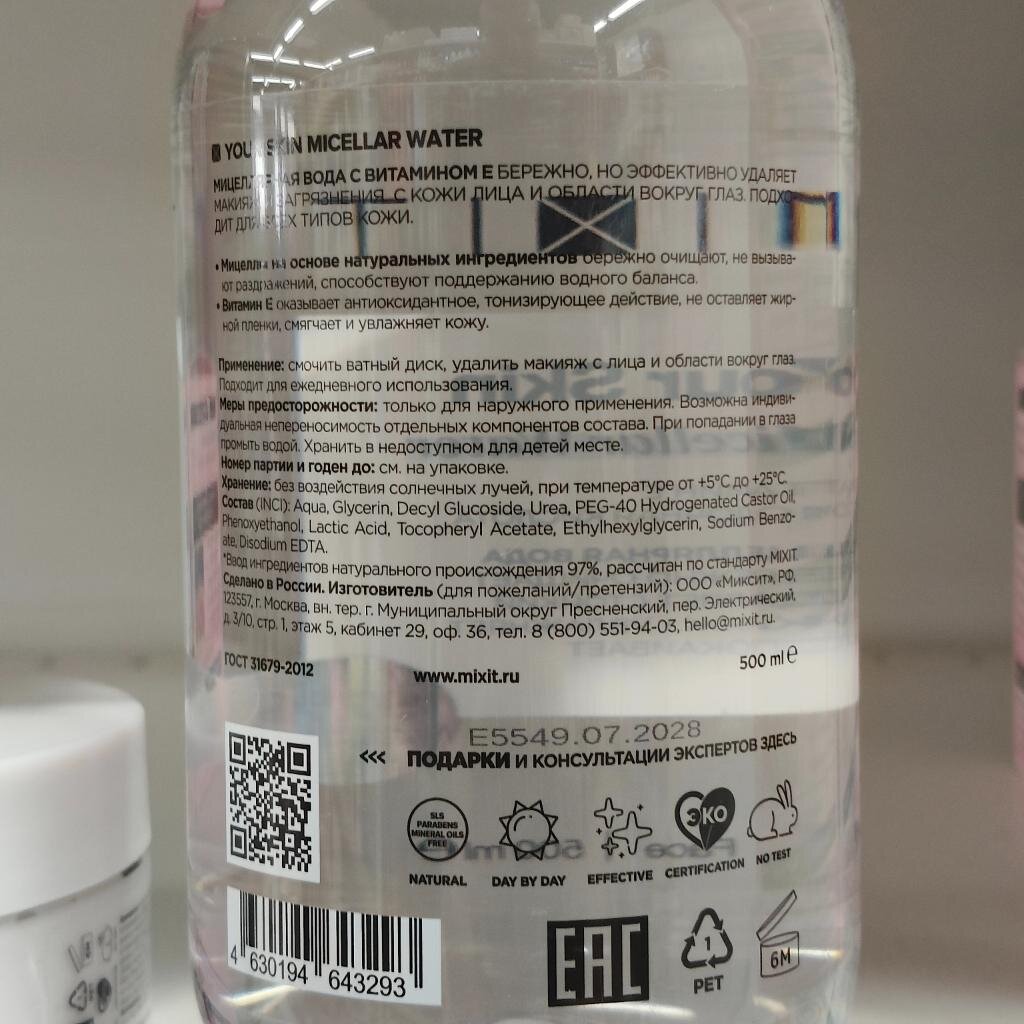 YOUR SKIN MICELLAR WATER
МИЦЕЛЛЯРНАЯ ВОДА С ВИТАМИНОМ Е БЕРЕЖНО, НО ЭФФЕКТИВНО УДАЛЯЕТ
МАКИЯЖ ЗАГРЯЗНЕНИЯ С КОЖИ ЛИЦА И ОБЛАСТИ ВОКРУГ ГЛАЗ. ПОДХО-
ДИТ ДЛЯ ВСЕХ ТИПОВ КОЖИ.
• Мицеллы на основе натуральных ингредиентов бережно очищают, не вызыва-
ют раздражений, способствуют поддержанию водного баланса.
• Витамин Е оказывает антиоксидантное, тонизирующее действие, не оставляет жир-
ной пленки, смягчает и увлажняет кожу.
Применение: смочить ватный диск, удалить макияж с лица и области вокруг глаз.
Подходит для ежедневного использования.
Меры предосторожности: только для наружного применения. Возможна индиви-
дуальная непереносимость отдельных компонентов состава. При попадании в глаза
промыть водой. Хранить в недоступном для детей месте.
Номер партии и годен до: см. на упаковке.
Хранение: без воздействия солнечных лучей, при температуре от +5°C до +25°C.
Состав (INCI): Aqua, Glycerin, Decyl Glucoside, Urea, PEG-40 Hydrogenated Castor Oil,
Phenoxyethanol, Lactic Acid, Tocopheryl Acetate, Ethylhexylglycerin, Sodium Benzo-
ate, Disodium EDTA.
*Ввод ингредиентов натурального происхождения 97%, рассчитан по стандарту MIXIT.
Сделано в России. Изготовитель (для пожеланий/претензий): ООО «Миксит», РФ,
123557, г. Москва, вн. тер. г. Муниципальный округ Пресненский, пер. Электрический,
д. 3/10, стр. 1, этаж 5, кабинет 29, оф. 36, тел. 8 (800) 551-94-03, hello@mixit.ru.
ГОСТ 31679-2012
www.mixit.ru
500 ml ℮
E5549.07.2028
<<< ПОДАРКИ И КОНСУЛЬТАЦИИ ЭКСПЕРТОВ ЗДЕСЬ
SLS
PARABENS
MINERAL OILS
FREE
ЭКО
NATURAL DAY BY DAY EFFECTIVE CERTIFICATION NO TEST
4 630194 643293
EAC
1
PET
6M